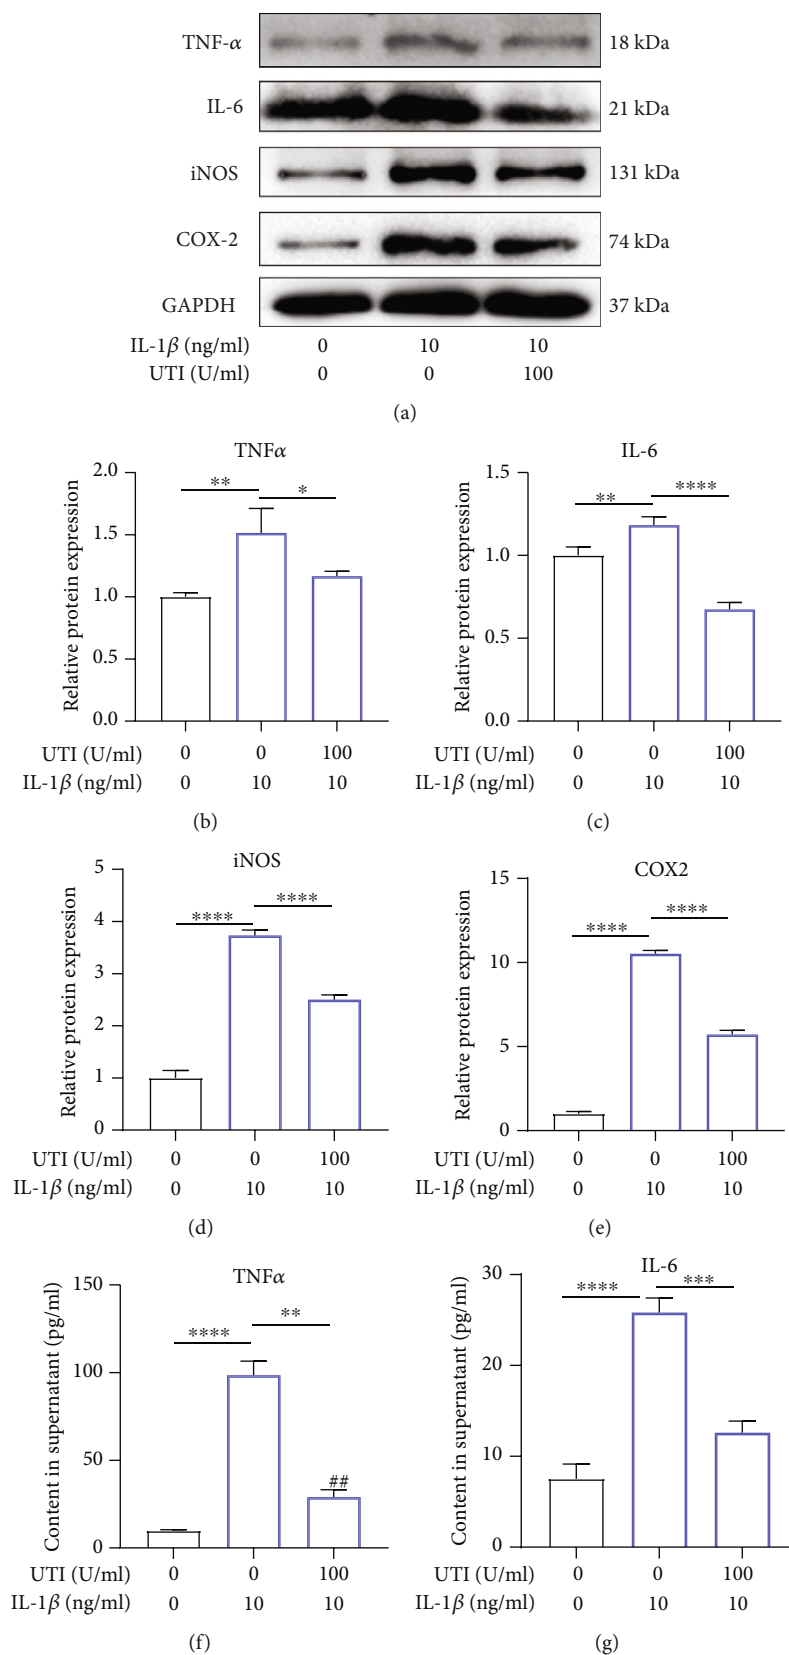 TNF-α 18 kDa
IL-6 21 kDa
iNOS 131 kDa
COX-2 74 kDa
GAPDH 37 kDa
IL-1β (ng/ml) 0 10 10
UTI (U/ml) 0 0 100
(a)
TNFα
Relative protein expression
2.0
1.5
1.0
0.5
0.0
** *
UTI (U/ml) 0 0 100
IL-1β (ng/ml) 0 10 10
(b)
IL-6
Relative protein expression
1.5
1.0
0.5
0.0
** ****
UTI (U/ml) 0 0 100
IL-1β (ng/ml) 0 10 10
(c)
iNOS
Relative protein expression
5
4
3
2
1
0
**** ****
UTI (U/ml) 0 0 100
IL-1β (ng/ml) 0 10 10
(d)
COX2
Relative protein expression
15
10
5
0
**** ****
UTI (U/ml) 0 0 100
IL-1β (ng/ml) 0 10 10
(e)
TNFα
Content in supernatant (pg/ml)
150
100
50
0
**** **
##
UTI (U/ml) 0 0 100
IL-1β (ng/ml) 0 10 10
(f)
IL-6
Content in supernatant (pg/ml)
30
20
10
0
**** ***
UTI (U/ml) 0 0 100
IL-1β (ng/ml) 0 10 10
(g)